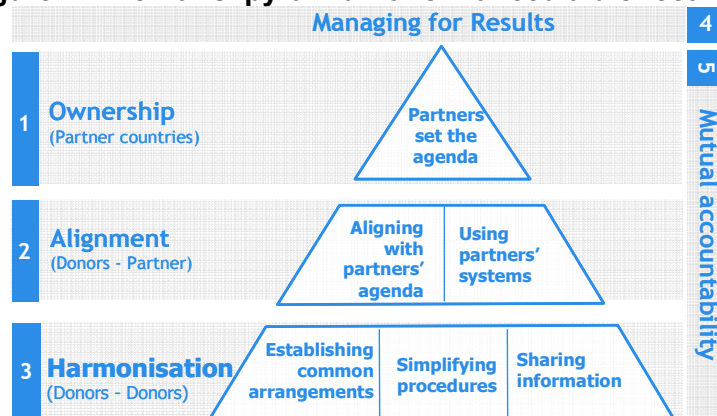 Managing for Results
4
5
Mutual accountability
1
Ownership
(Partner countries)
Partners
set the
agenda
2
Alignment
(Donors - Partner)
Aligning
with
partners’
agenda
Using
partners’
systems
3
Harmonisation
(Donors - Donors)
Establishing
common
arrangements
Simplifying
procedures
Sharing
information